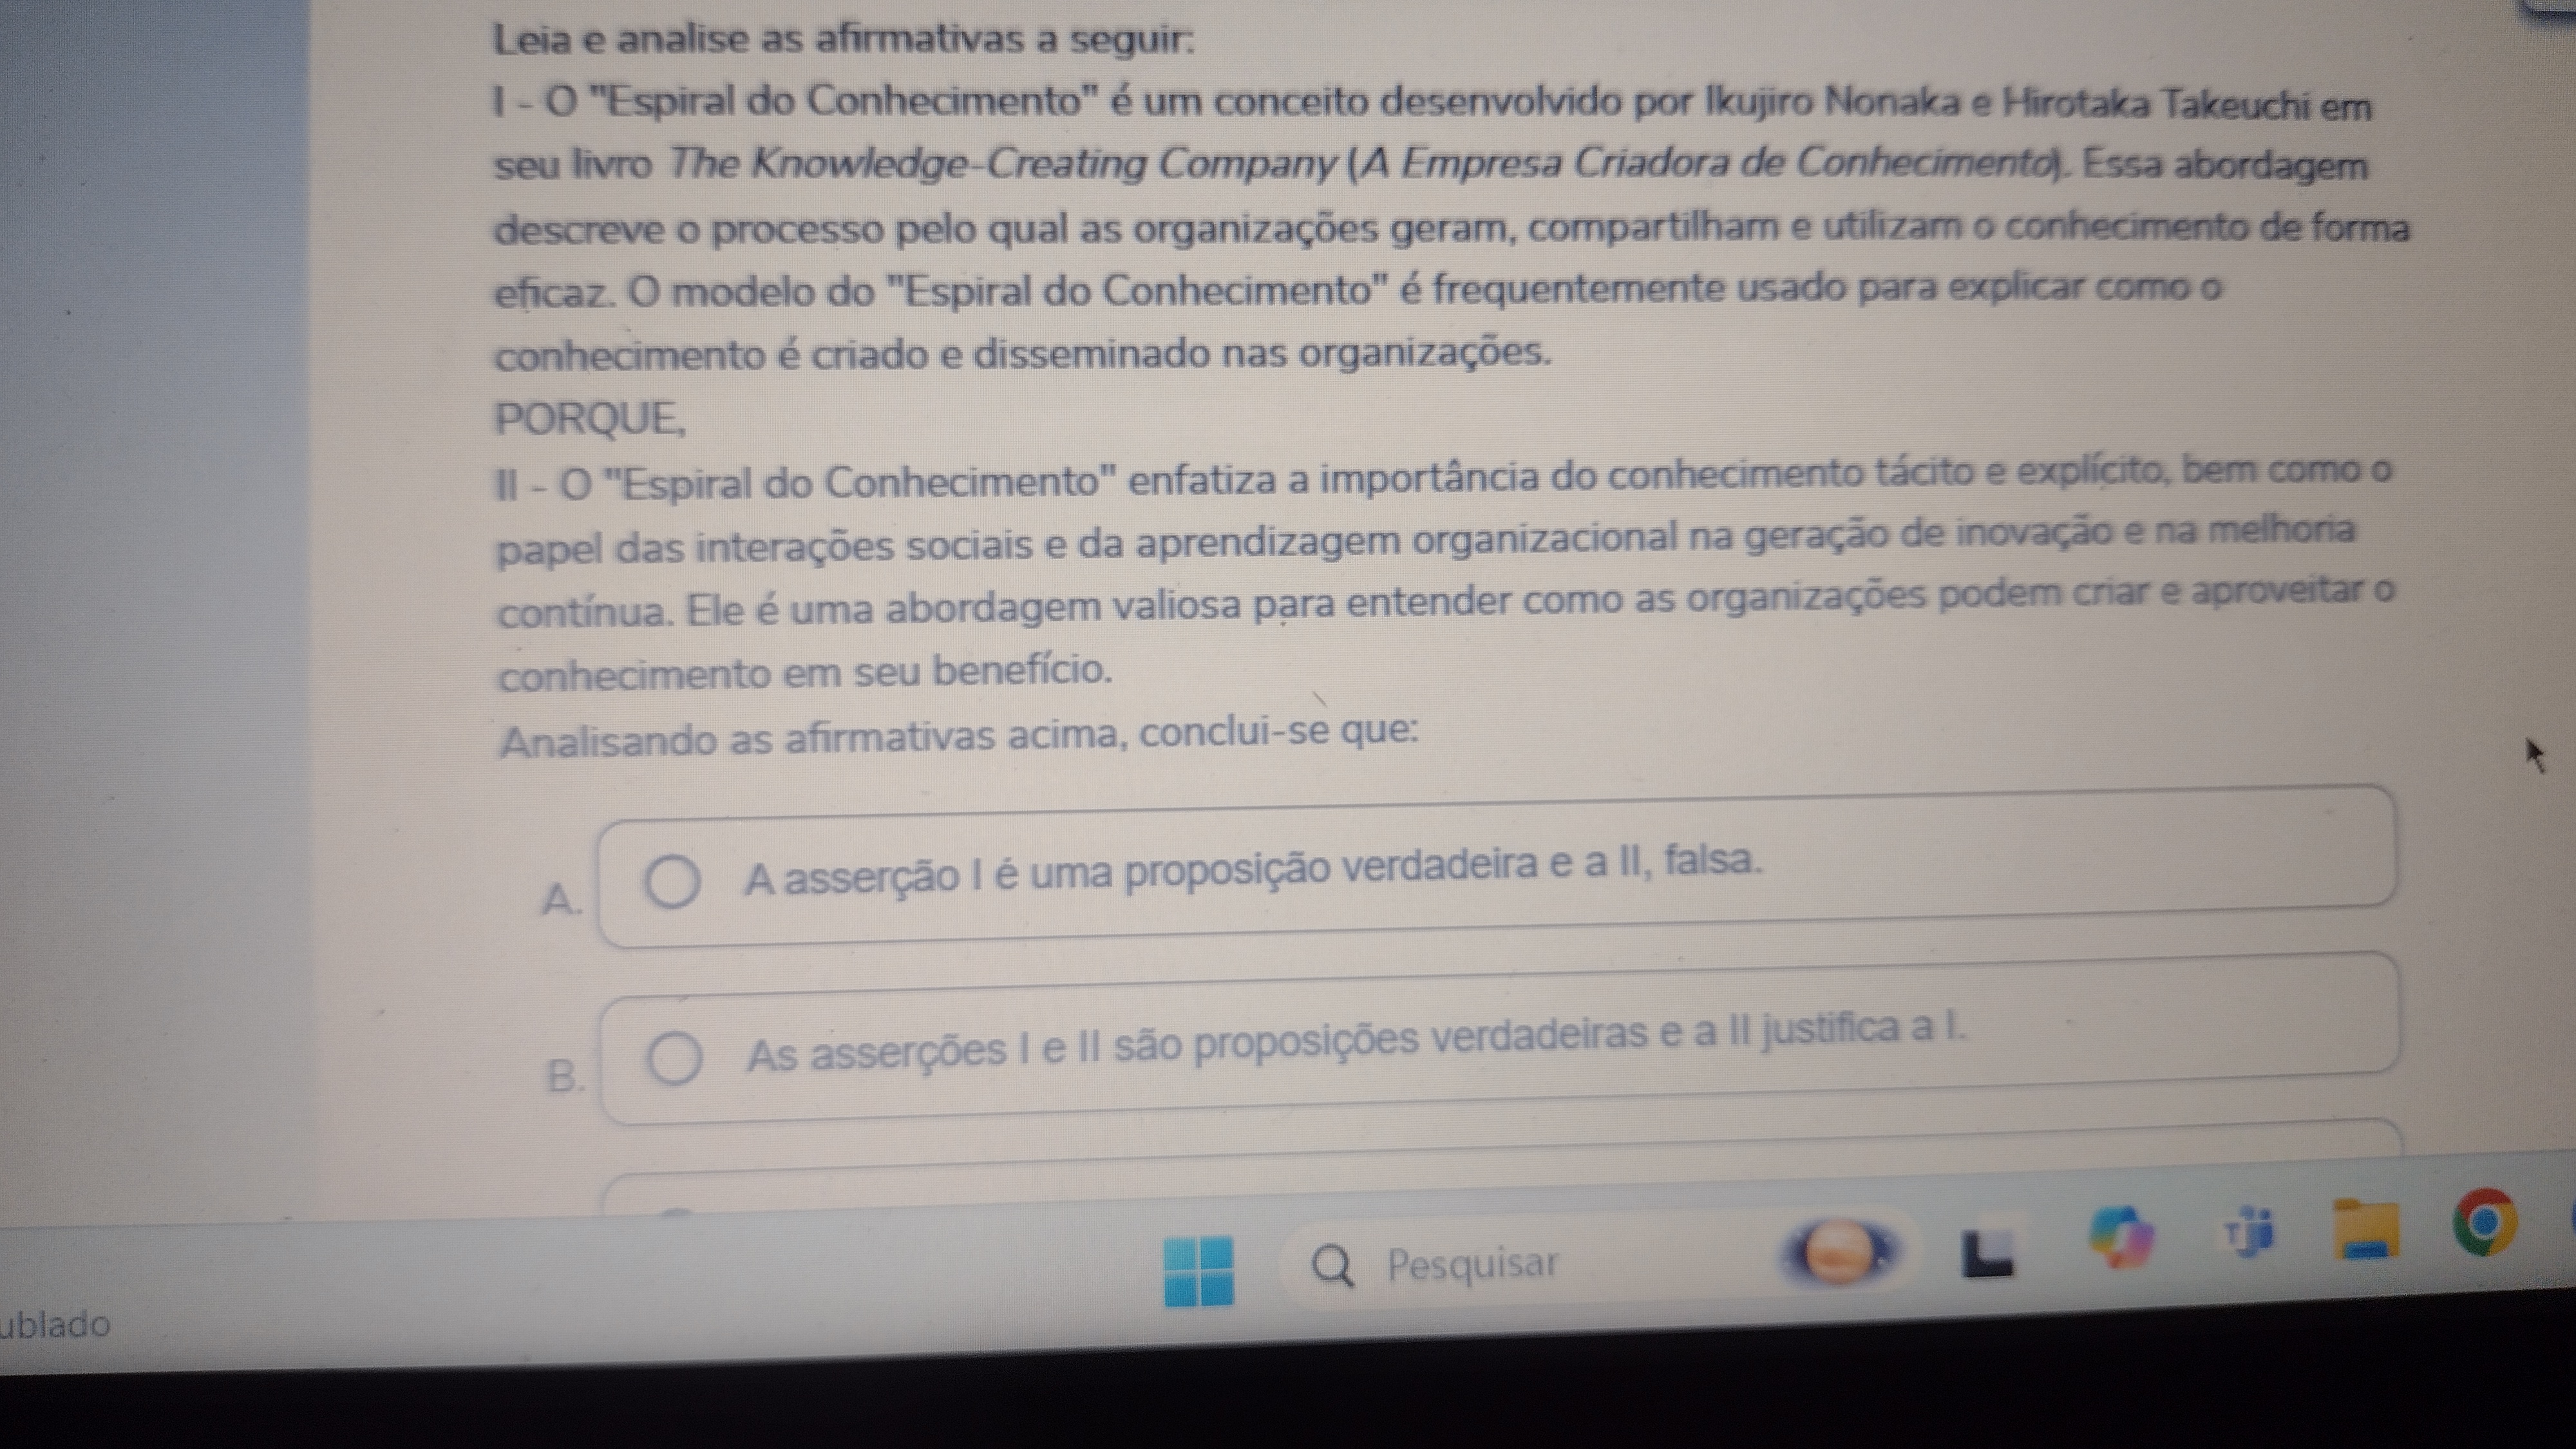 Leia e analise as afirmativas a seguir:
I - O "Espiral do Conhecimento" é um conceito desenvolvido por Ikujiro Nonaka e Hirotaka Takeuchi em
seu livro The Knowledge-Creating Company (A Empresa Criadora de Conhecimento). Essa abordagem
descreve o processo pelo qual as organizações geram, compartilham e utilizam o conhecimento de forma
eficaz. O modelo do "Espiral do Conhecimento" é frequentemente usado para explicar como o
conhecimento é criado e disseminado nas organizações.
PORQUE,
II - O "Espiral do Conhecimento" enfatiza a importância do conhecimento tácito e explícito, bem como o
papel das interações sociais e da aprendizagem organizacional na geração de inovação e na melhoria
contínua. Ele é uma abordagem valiosa para entender como as organizações podem criar e aproveitar o
conhecimento em seu benefício.
Analisando as afirmativas acima, conclui-se que:
A. A asserção I é uma proposição verdadeira e a II, falsa.
B. As asserções I e II são proposições verdadeiras e a II justifica a I.
Pesquisar
ublado